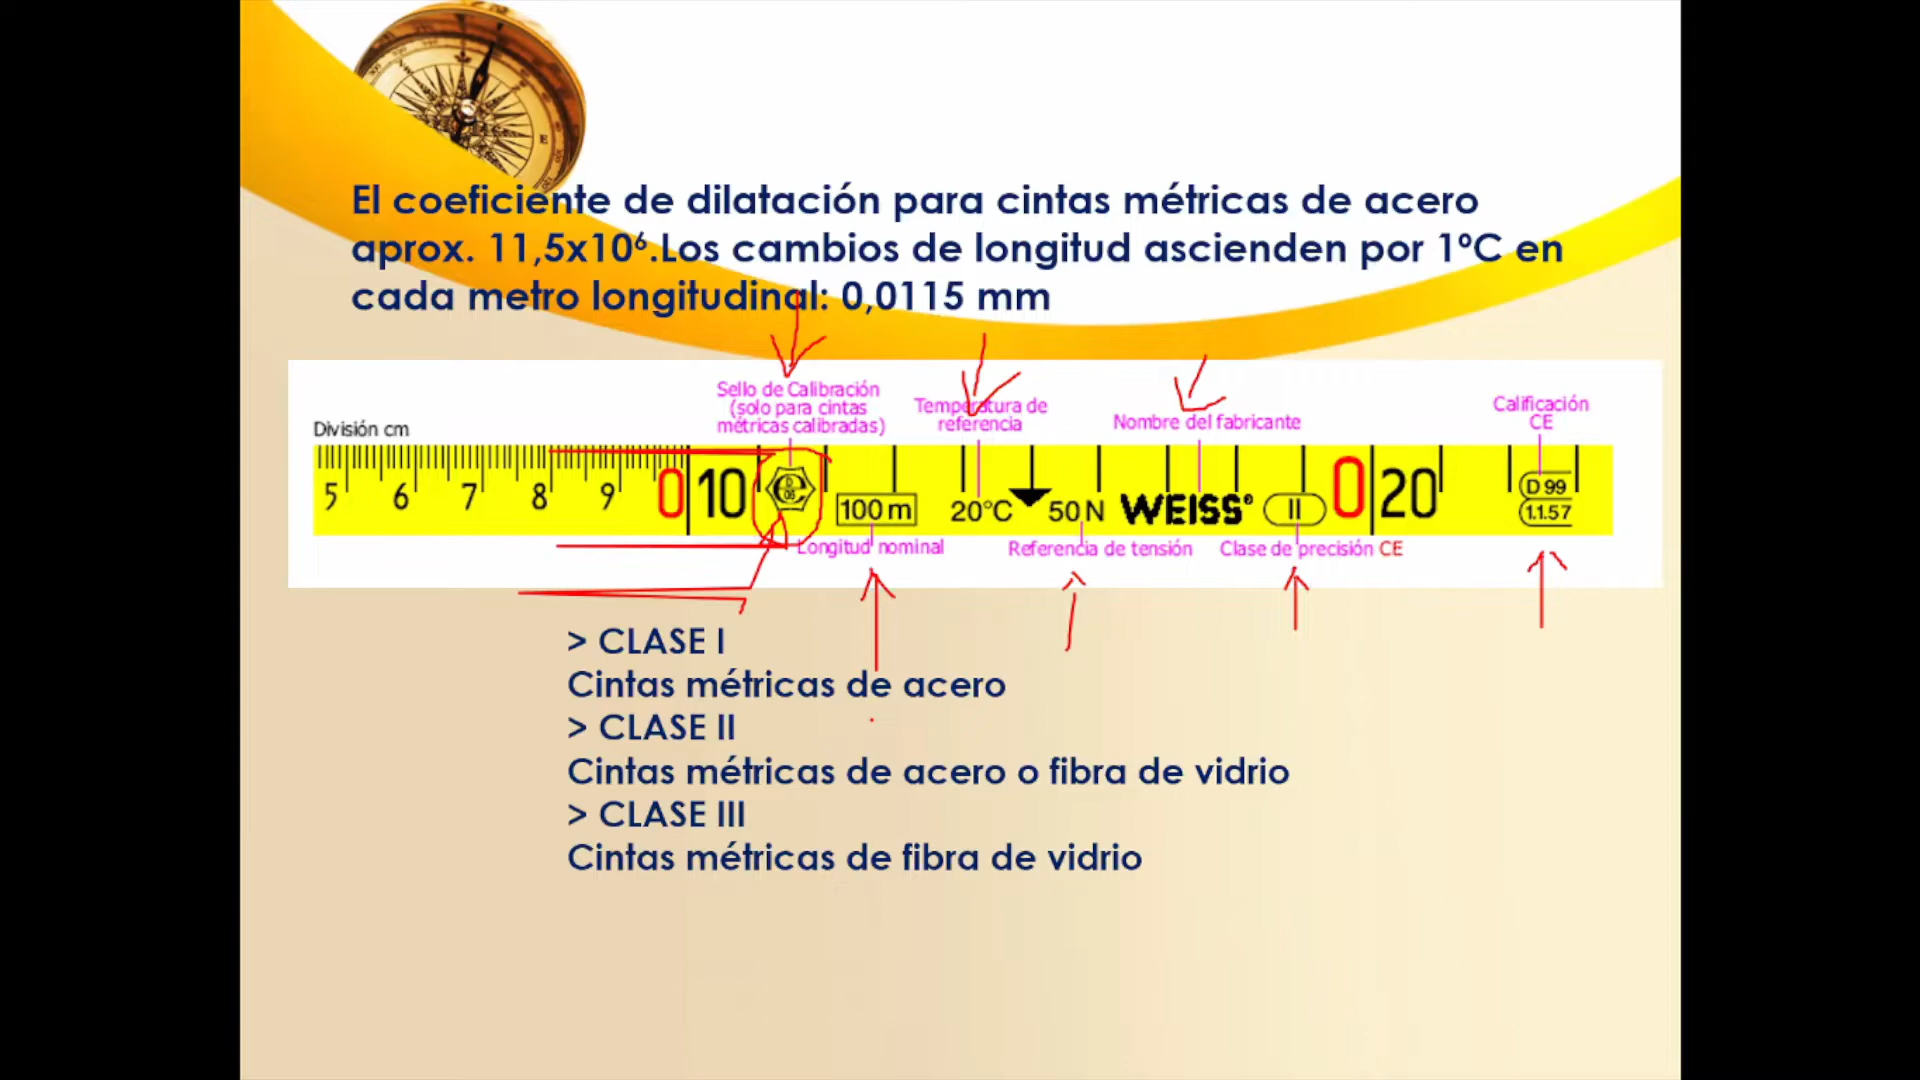 El coeficiente de dilatación para cintas métricas de acero
aprox. 11,5x10⁶.Los cambios de longitud ascienden por 1ºC en
cada metro longitudinal: 0,0115 mm
Sello de Calibración
(solo para cintas
métricas calibradas)
Temperatura de
referencia
Nombre del fabricante
Calificación
CE
División cm
5 6 7 8 9 0 10 100 m 20°C 50 N WEISS® II 0 20 D 99
1.1.57
Longitud nominal Referencia de tensión Clase de precisión CE
> CLASE I
Cintas métricas de acero
> CLASE II
Cintas métricas de acero o fibra de vidrio
> CLASE III
Cintas métricas de fibra de vidrio